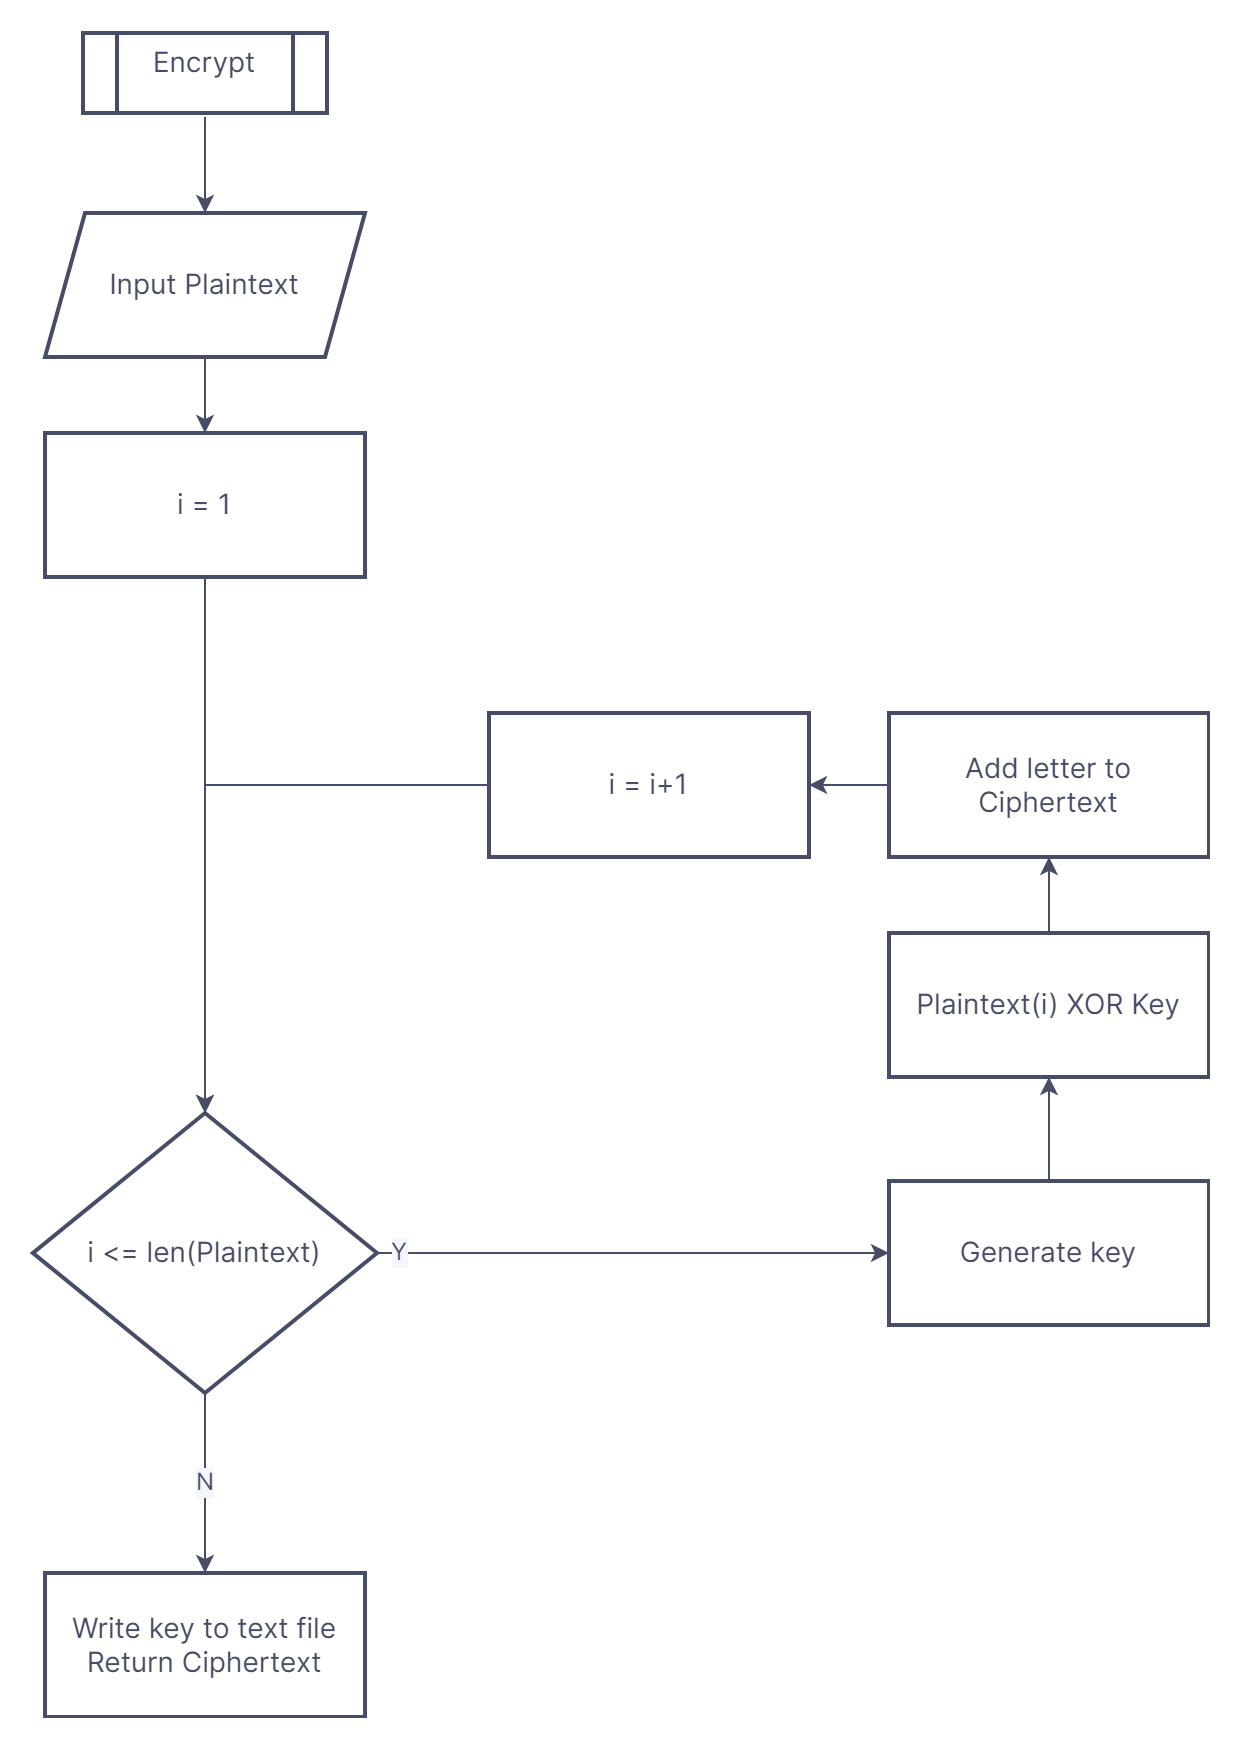 Encrypt
Input Plaintext
i = 1
i = i+1
Add letter to
Ciphertext
Plaintext(i) XOR Key
i <= len(Plaintext)
Y
Generate key
N
Write key to text file
Return Ciphertext